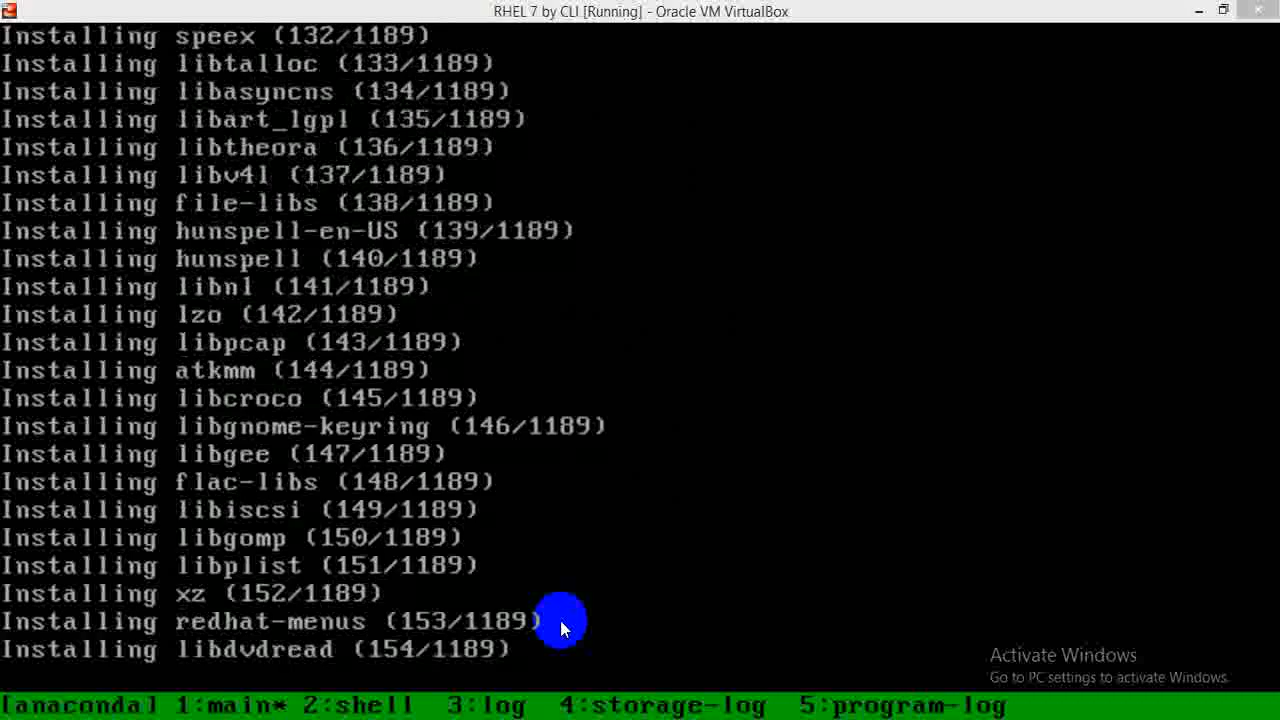 RHEL 7 by CLI [Running] - Oracle VM VirtualBox
Installing speex (132/1189)
Installing libtalloc (133/1189)
Installing libasyncns (134/1189)
Installing libart_lgpl (135/1189)
Installing libtheora (136/1189)
Installing libv4l (137/1189)
Installing file-libs (138/1189)
Installing hunspell-en-US (139/1189)
Installing hunspell (140/1189)
Installing libnl (141/1189)
Installing lzo (142/1189)
Installing libpcap (143/1189)
Installing atkmm (144/1189)
Installing libcroco (145/1189)
Installing libgnome-keyring (146/1189)
Installing libgee (147/1189)
Installing flac-libs (148/1189)
Installing libiscsi (149/1189)
Installing libgomp (150/1189)
Installing libplist (151/1189)
Installing xz (152/1189)
Installing redhat-menus (153/1189)
Installing libdvdread (154/1189)
Activate Windows
Go to PC settings to activate Windows.
[anaconda] 1:main* 2:shell  3:log  4:storage-log  5:program-log